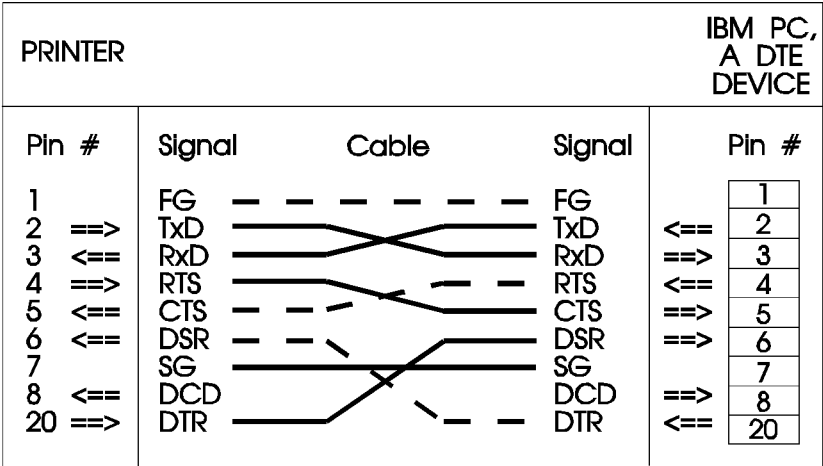 PRINTER IBM PC,
A DTE
DEVICE
Pin # Signal Cable Signal Pin #
1 FG FG 1
2 ==> TxD TxD <== 2
3 <== RxD RxD ==> 3
4 ==> RTS RTS <== 4
5 <== CTS CTS ==> 5
6 <== DSR DSR ==> 6
7 SG SG 7
8 <== DCD DCD ==> 8
20 ==> DTR DTR <== 20